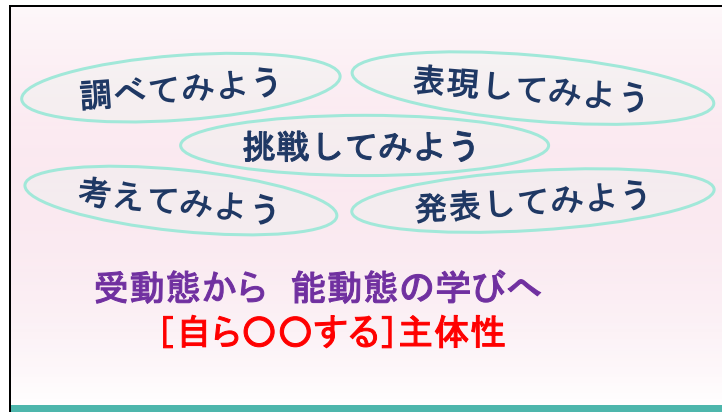 調べてみよう
表現してみよう
挑戦してみよう
考えてみよう
発表してみよう
受動態から 能動態の学びへ
[自ら〇〇する]主体性